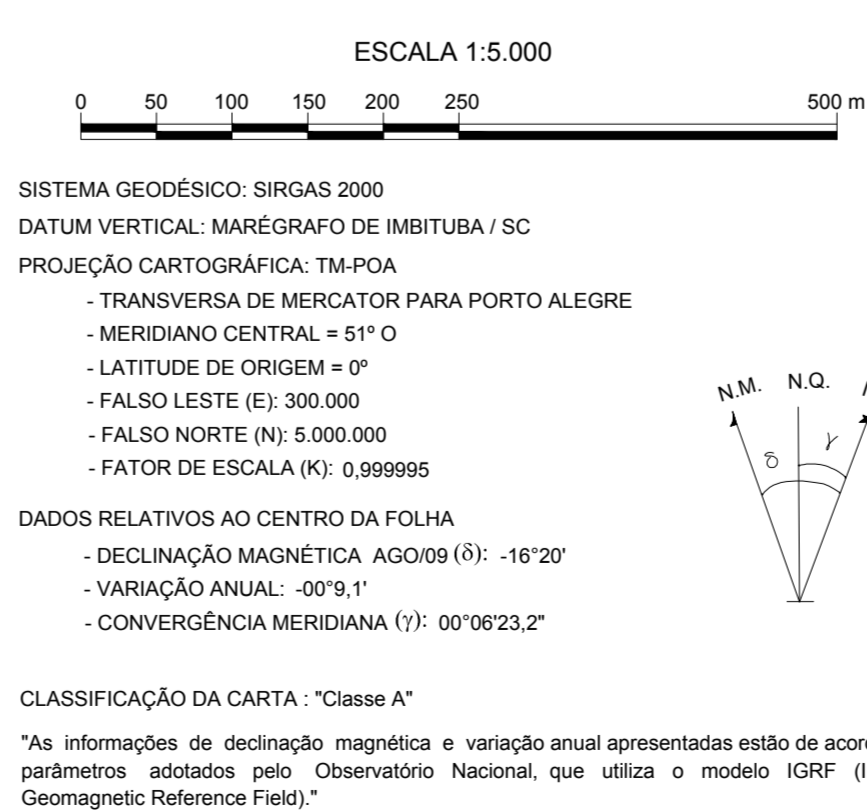 ESCALA 1:5.000
0 50 100 150 200 250 500 m
SISTEMA GEODÉSICO: SIRGAS 2000
DATUM VERTICAL: MARÉGRAFO DE IMBITUBA / SC
PROJEÇÃO CARTOGRÁFICA: TM-POA
- TRANSVERSA DE MERCATOR PARA PORTO ALEGRE
- MERIDIANO CENTRAL = 51º O
- LATITUDE DE ORIGEM = 0º
- FALSO LESTE (E): 300.000
- FALSO NORTE (N): 5.000.000
- FATOR DE ESCALA (K): 0,999995
N.M. N.Q.
δ γ
DADOS RELATIVOS AO CENTRO DA FOLHA
- DECLINAÇÃO MAGNÉTICA AGO/09 (δ): -16°20'
- VARIAÇÃO ANUAL: -00°9,1'
- CONVERGÊNCIA MERIDIANA (γ): 00°06'23,2"
CLASSIFICAÇÃO DA CARTA : "Classe A"
"As informações de declinação magnética e variação anual apresentadas estão de acor
parâmetros adotados pelo Observatório Nacional, que utiliza o modelo IGRF (I
Geomagnetic Reference Field)."